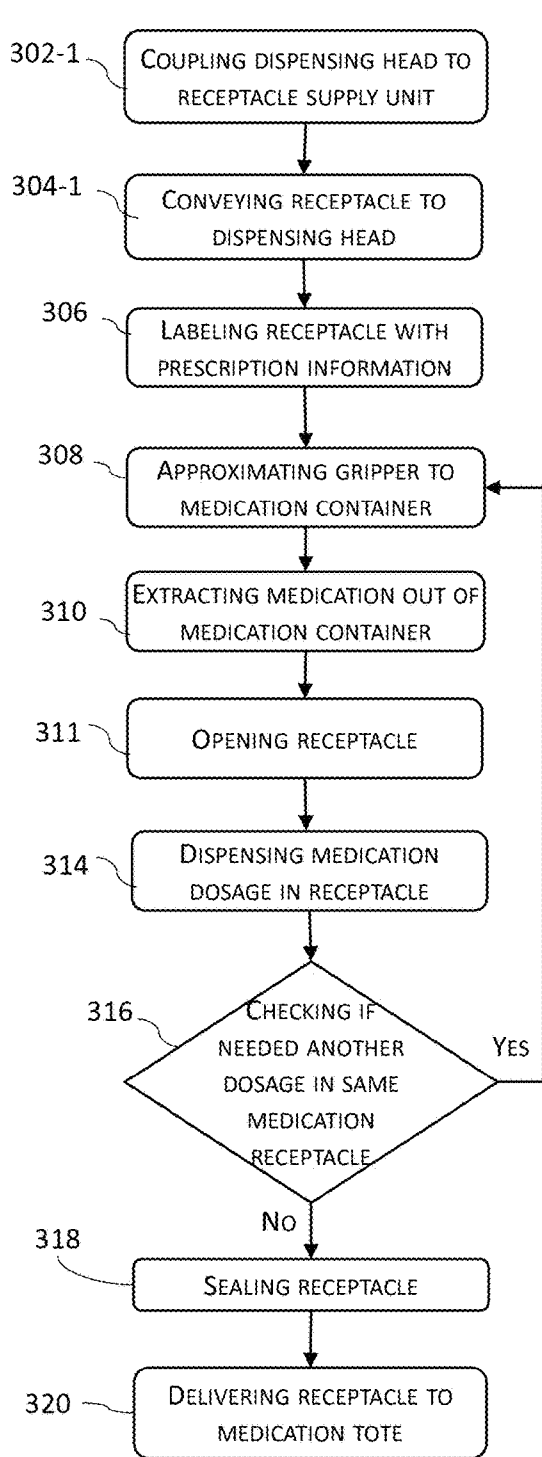 302-1
COUPLING DISPENSING HEAD TO
RECEPTACLE SUPPLY UNIT
304-1
CONVEYING RECEPTACLE TO
DISPENSING HEAD
306
LABELING RECEPTACLE WITH
PRESCRIPTION INFORMATION
308
APPROXIMATING GRIPPER TO
MEDICATION CONTAINER
310
EXTRACTING MEDICATION OUT OF
MEDICATION CONTAINER
311
OPENING RECEPTACLE
314
DISPENSING MEDICATION
DOSAGE IN RECEPTACLE
316
CHECKING IF
NEEDED ANOTHER
DOSAGE IN SAME
MEDICATION
RECEPTACLE
YES
NO
318
SEALING RECEPTACLE
320
DELIVERING RECEPTACLE TO
MEDICATION TOTE